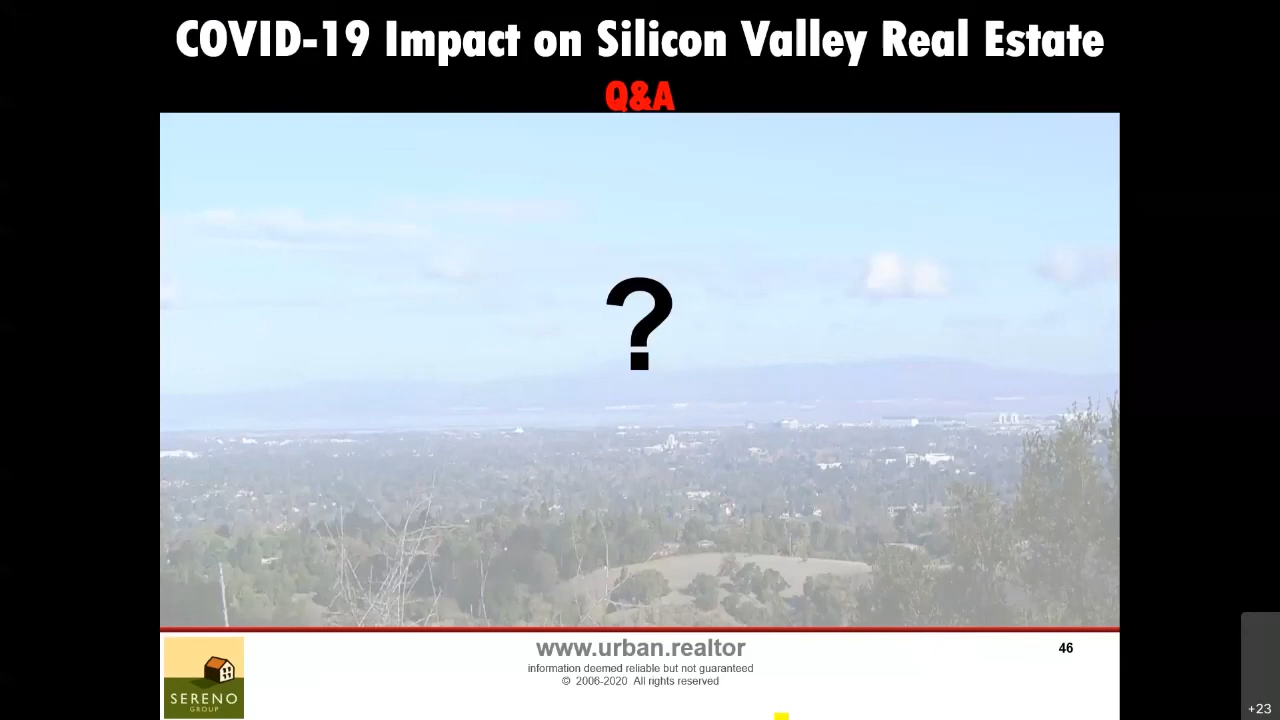 COVID-19 Impact on Silicon Valley Real Estate
Q&A
?
www.urban.realtor
46
information deemed reliable but not guaranteed
© 2006-2020 All rights reserved
SERENO
GROUP
+23